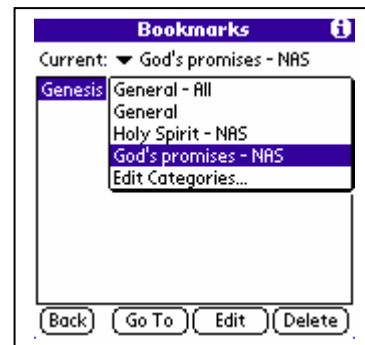 Bookmarks i
Current: God's promises - NAS
Genesis
General - All
General
Holy Spirit - NAS
God's promises - NAS
Edit Categories...
Back Go To Edit Delete